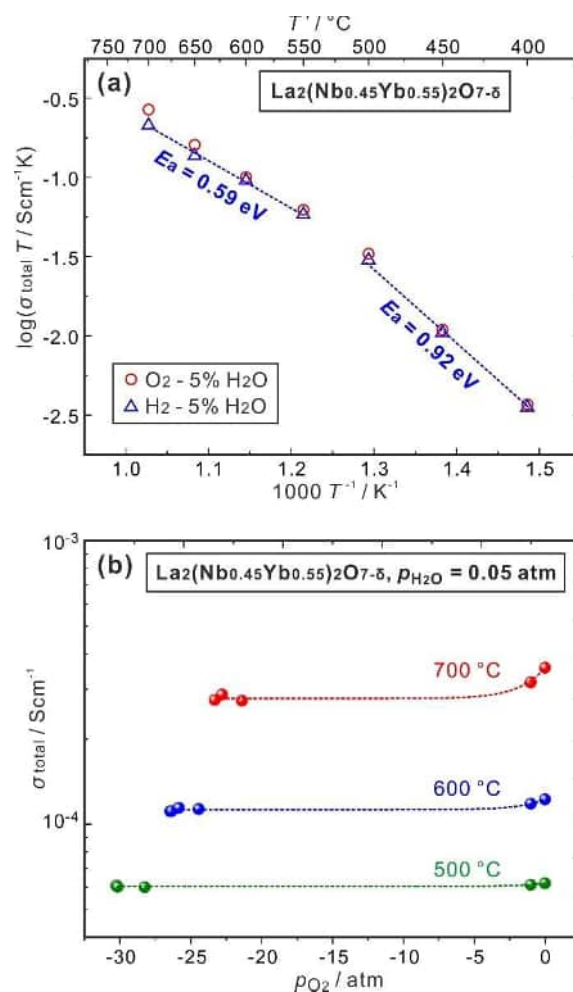 T / °C
750 700 650 600 550 500 450 400
(a)
La2(Nb0.45Yb0.55)2O7-δ
-0.5
-1.0
-1.5
-2.0
-2.5
log(σtotal T / Scm⁻¹K)
Ea = 0.59 eV
Ea = 0.92 eV
O2 - 5% H2O
H2 - 5% H2O
1.0 1.1 1.2 1.3 1.4 1.5
1000 T⁻¹ / K⁻¹
(b)
La2(Nb0.45Yb0.55)2O7-δ, pH2O = 0.05 atm
10⁻³
10⁻⁴
σtotal / Scm⁻¹
700 °C
600 °C
500 °C
-30 -25 -20 -15 -10 -5 0
pO2 / atm